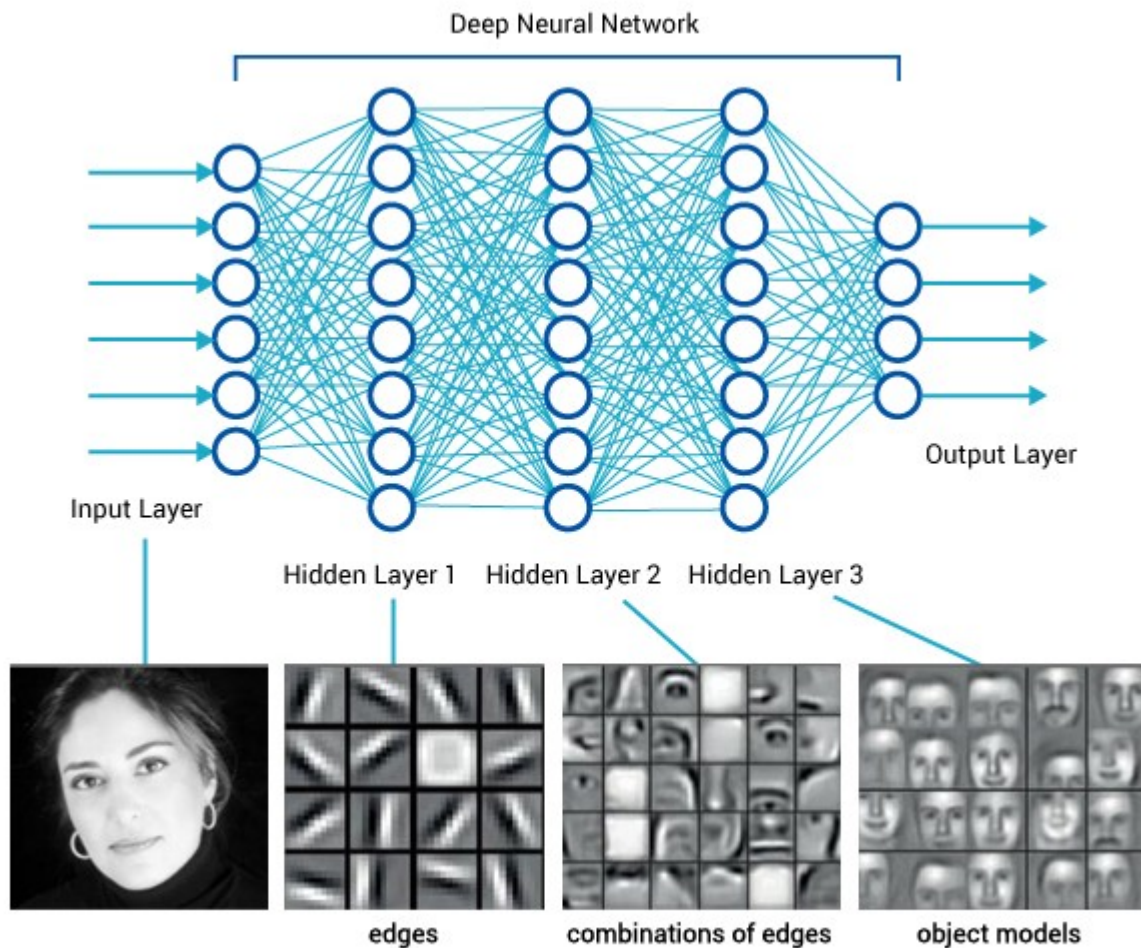 Deep Neural Network
Output Layer
Input Layer
Hidden Layer 1
Hidden Layer 2
Hidden Layer 3
edges
combinations of edges
object models